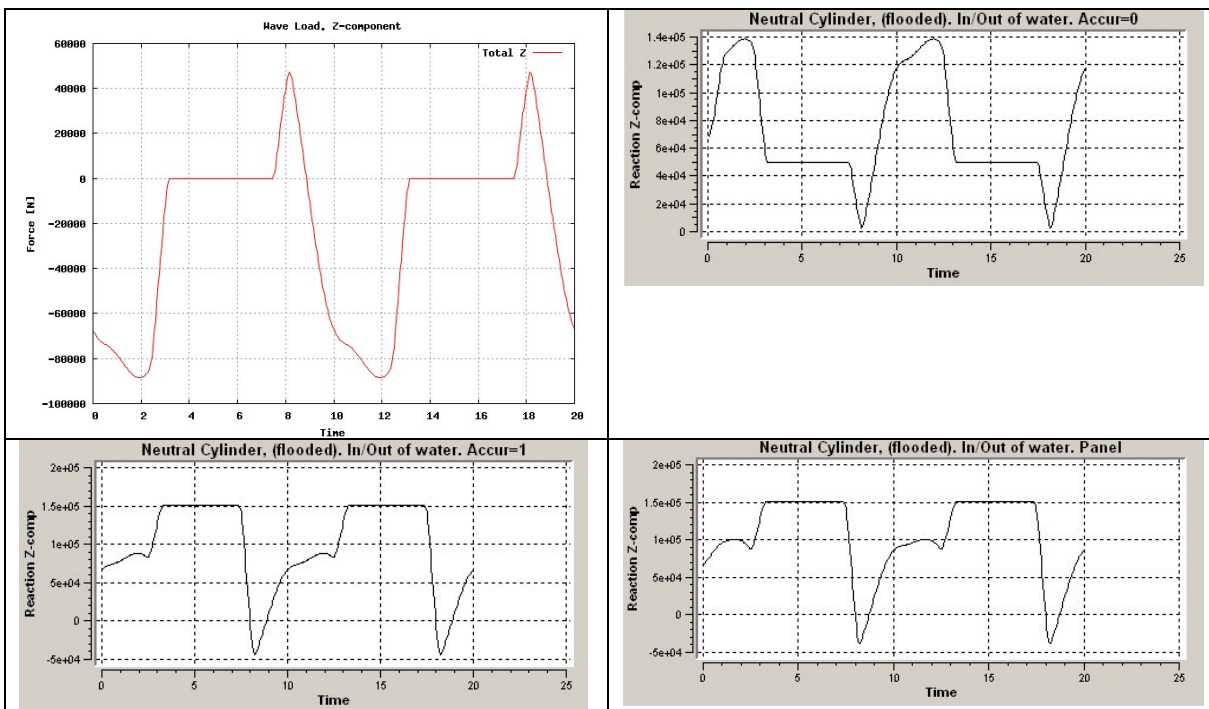 Wave Load, Z-component
Total Z
60000
40000
20000
0
-20000
-40000
-60000
-80000
-100000
Force [N]
0 2 4 6 8 10 12 14 16 18 20
Time
Neutral Cylinder, (flooded). In/Out of water. Accur=0
1.4e+05
1.2e+05
1e+05
8e+04
6e+04
4e+04
2e+04
0
Reaction Z-comp
0 5 10 15 20 25
Time
Neutral Cylinder, (flooded). In/Out of water. Accur=1
2e+05
1.5e+05
1e+05
5e+04
0
-5e+04
Reaction Z-comp
0 5 10 15 20 25
Time
Neutral Cylinder, (flooded). In/Out of water. Panel
2e+05
1.5e+05
1e+05
5e+04
0
-5e+04
Reaction Z-comp
0 5 10 15 20 25
Time